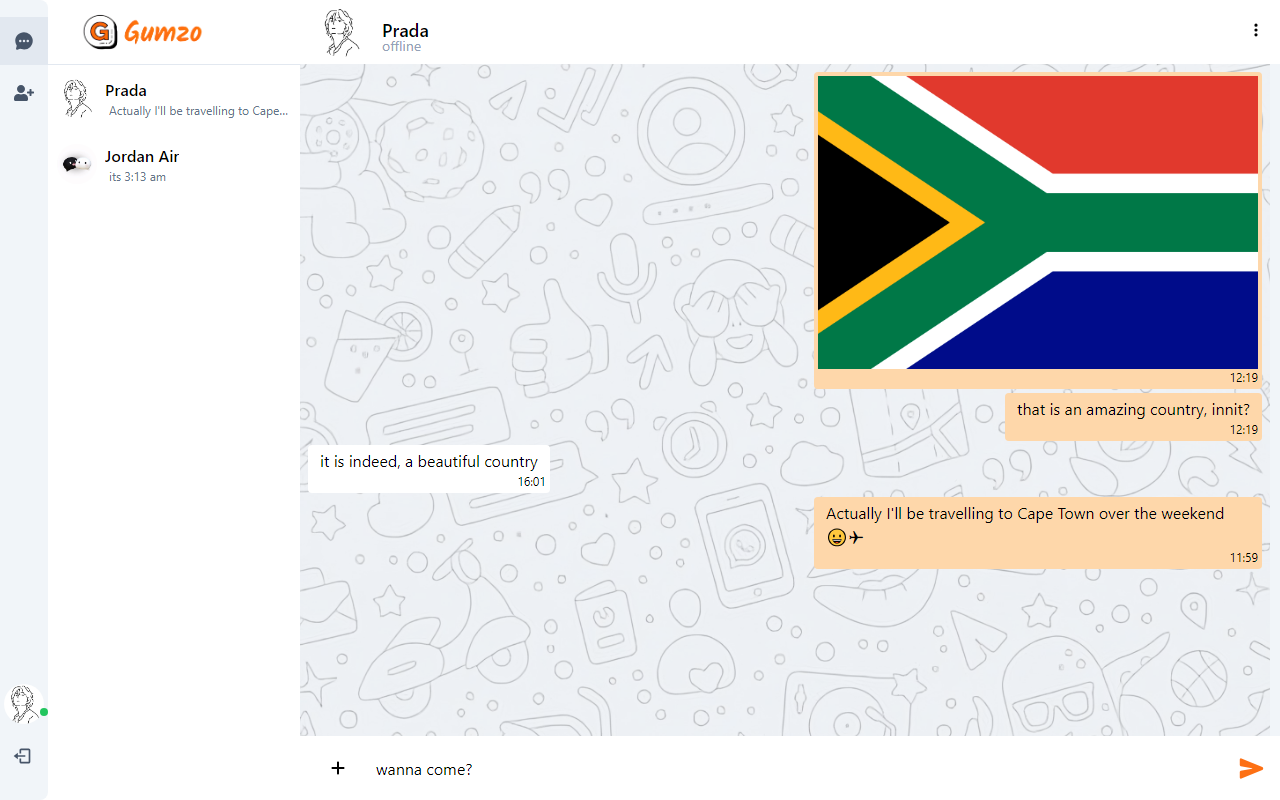 G Gumzo
Prada
offline
Prada
Actually I'll be travelling to Cape...
Jordan Air
its 3:13 am
12:19
that is an amazing country, innit?
12:19
it is indeed, a beautiful country
16:01
Actually I'll be travelling to Cape Town over the weekend
😀✈
11:59
wanna come?